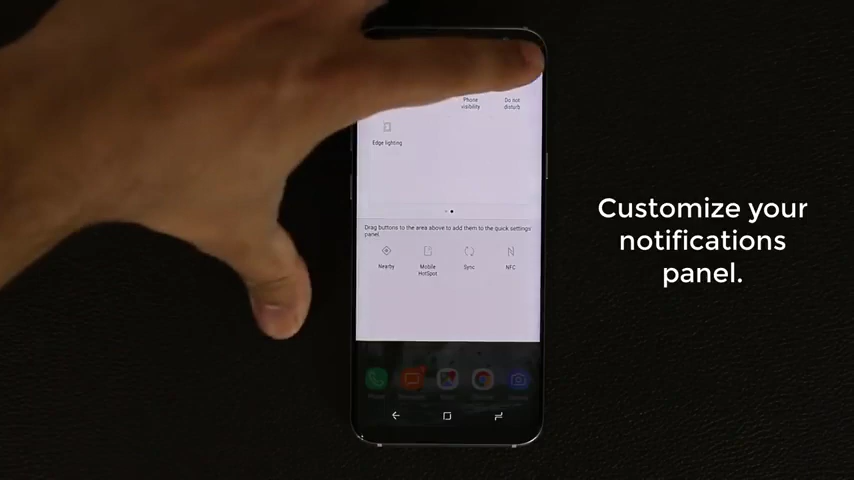 Phone
visibility
Do not
disturb
Edge lighting
Drag buttons to the area above to add them to the quick settings
panel.
Nearby
Mobile
HotSpot
Sync
NFC
Phone
Customize your
notifications
panel.